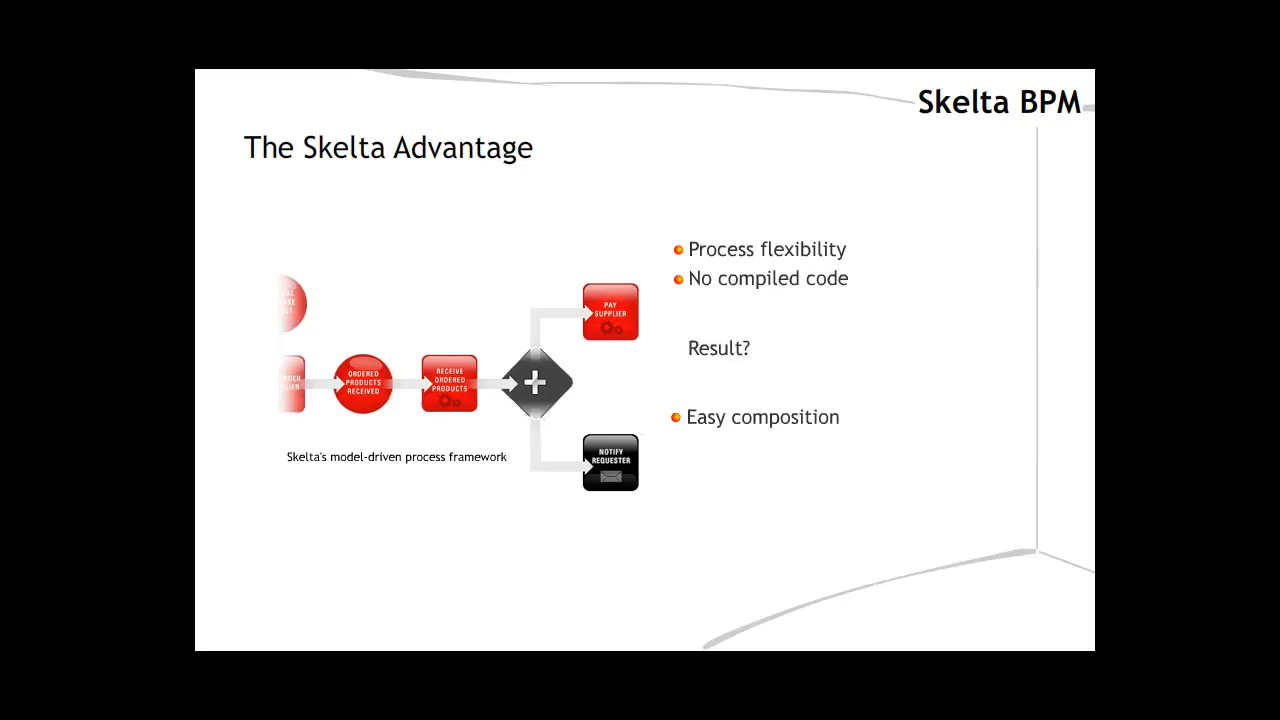 Skelta BPM
The Skelta Advantage
Process flexibility
No compiled code
Result?
Easy composition
PAY
SUPPLIER
ORDERED
PRODUCTS
RECEIVED
RECEIVE
ORDERED
PRODUCTS
NOTIFY
REQUESTER
Skelta's model-driven process framework